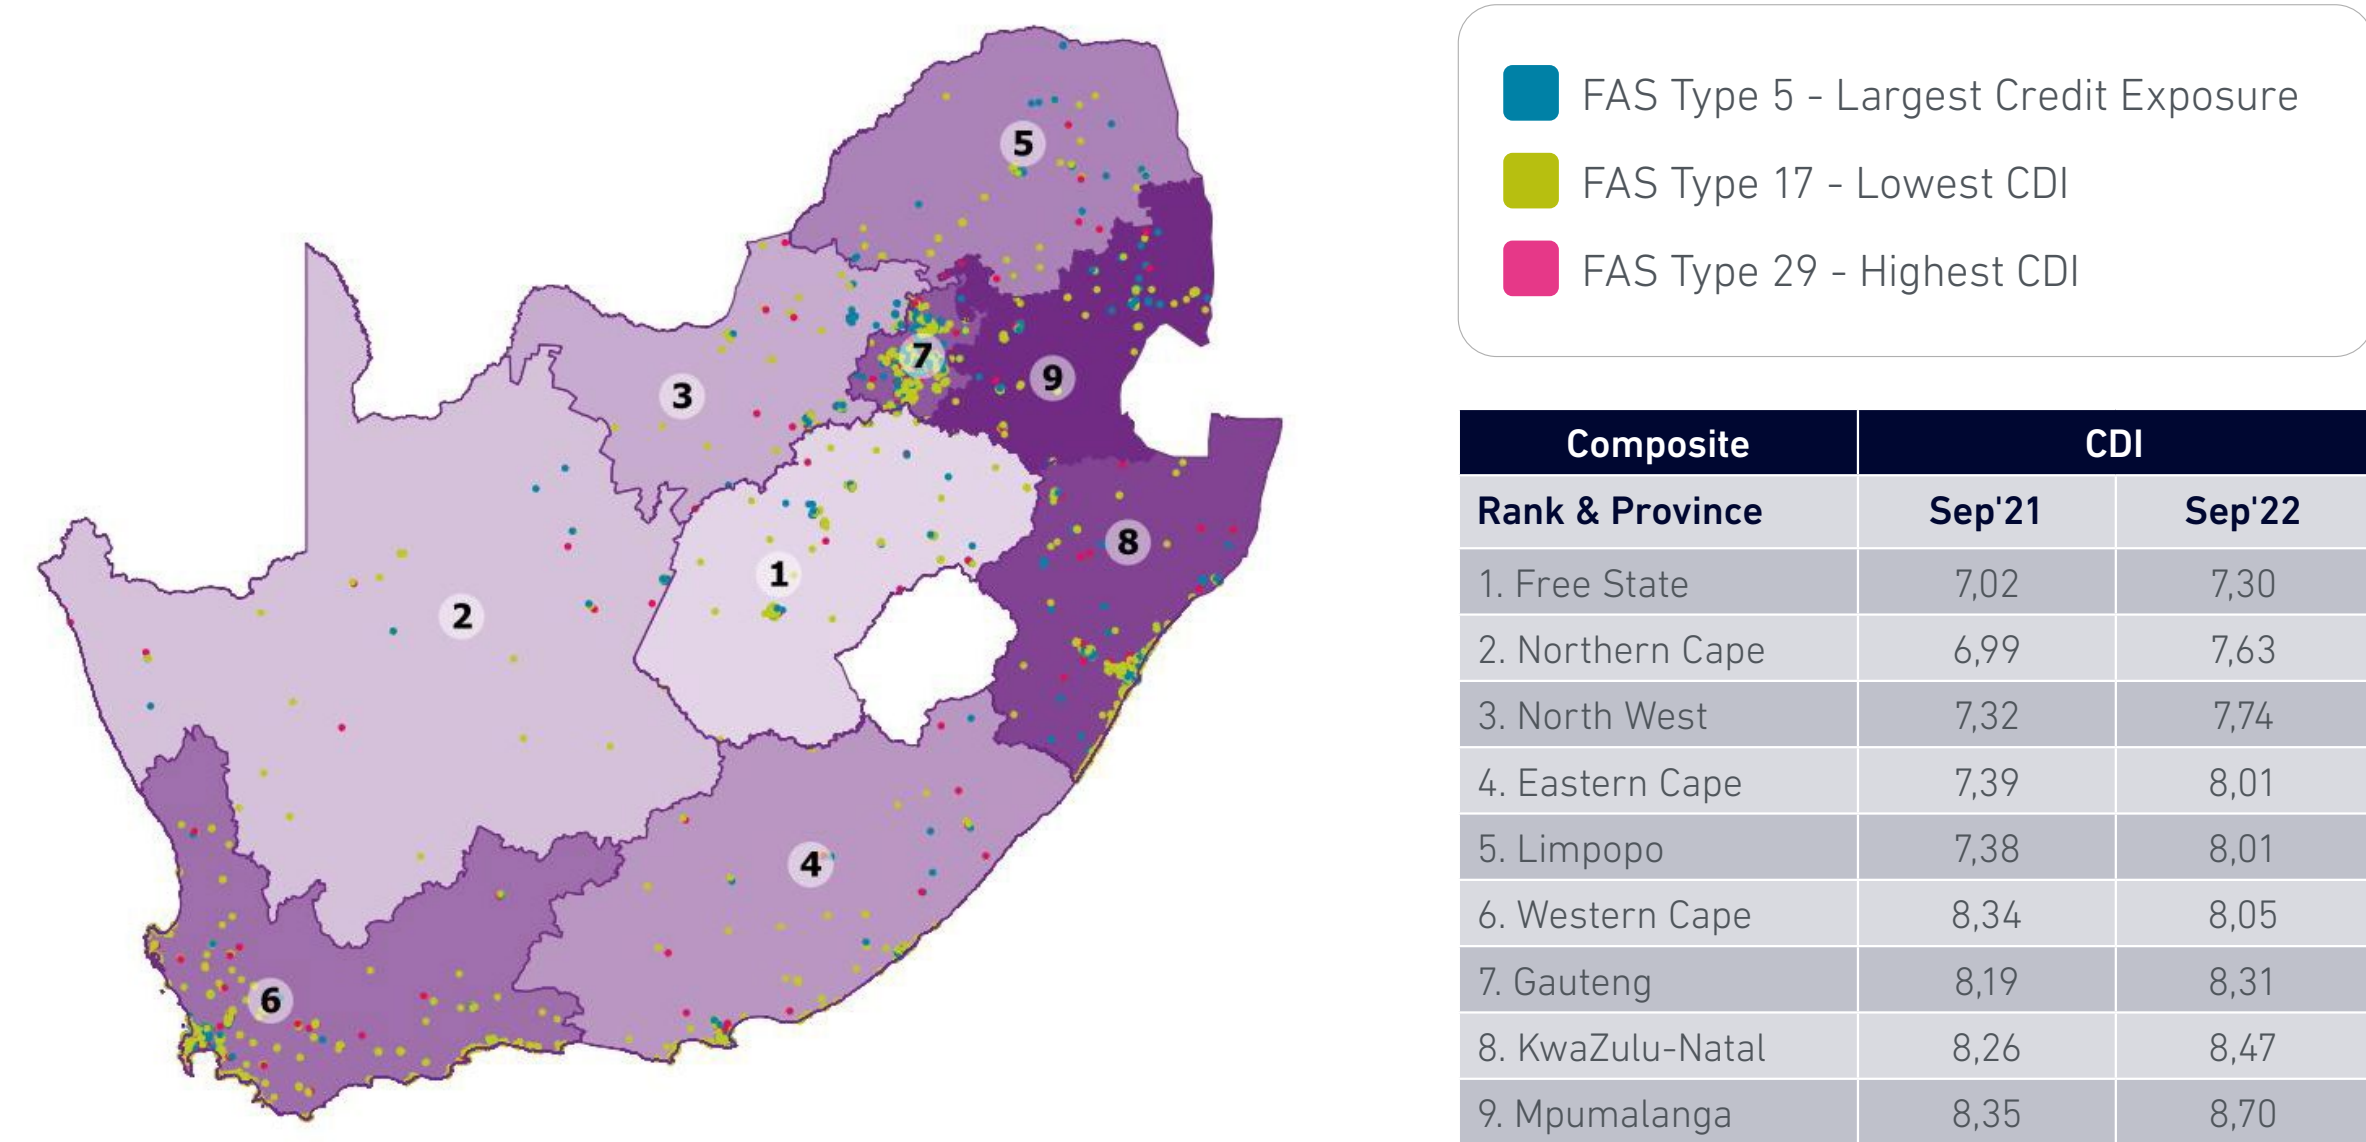 FAS Type 5 - Largest Credit Exposure
FAS Type 17 - Lowest CDI
FAS Type 29 - Highest CDI
5
7
9
3
8
1
2
4
6
Composite CDI
Rank & Province Sep'21 Sep'22
1. Free State 7,02 7,30
2. Northern Cape 6,99 7,63
3. North West 7,32 7,74
4. Eastern Cape 7,39 8,01
5. Limpopo 7,38 8,01
6. Western Cape 8,34 8,05
7. Gauteng 8,19 8,31
8. KwaZulu-Natal 8,26 8,47
9. Mpumalanga 8,35 8,70